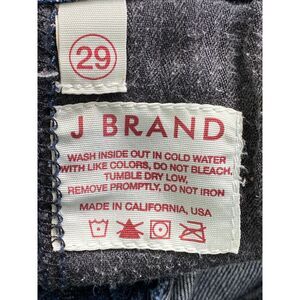 29
J BRAND
WASH INSIDE OUT IN COLD WATER
WITH LIKE COLORS, DO NOT BLEACH.
TUMBLE DRY LOW,
REMOVE PROMPTLY, DO NOT IRON
MADE IN CALIFORNIA, USA